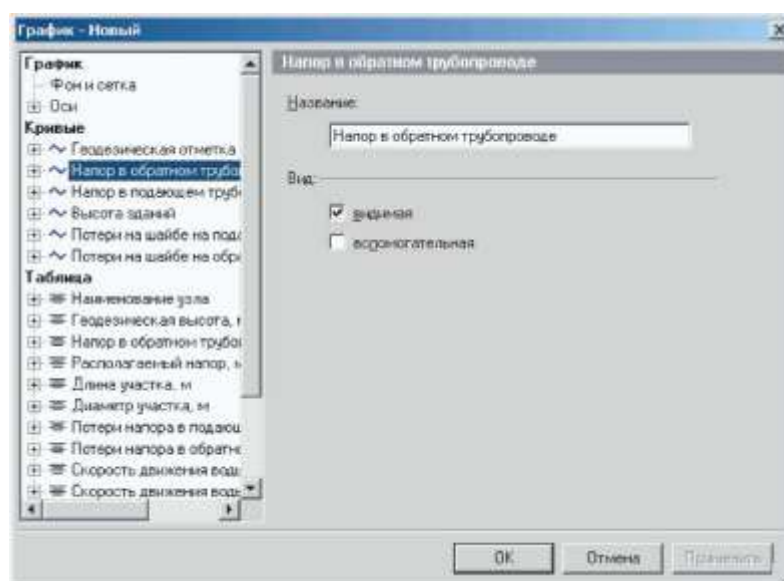 График - Новый
График
Фон и сетка
Оси
Кривые
Геодезическая отметка
Напор в обратном трубо
Напор в подающем труб
Высота зданий
Потери на шайбе на под
Потери на шайбе на обр
Таблица
Наименование узла
Геодезическая высота,
Напор в обратном трубо
Располагаемый напор,
Длина участка, м
Диаметр участка, м
Потери напора в подающ
Потери напора в обратн
Скорость движения воды
Скорость движения воды
Напор в обратном трубопроводе
Название:
Напор в обратном трубопроводе
Вид:
видимая
вспомогательная
OK
Отмена
Применить